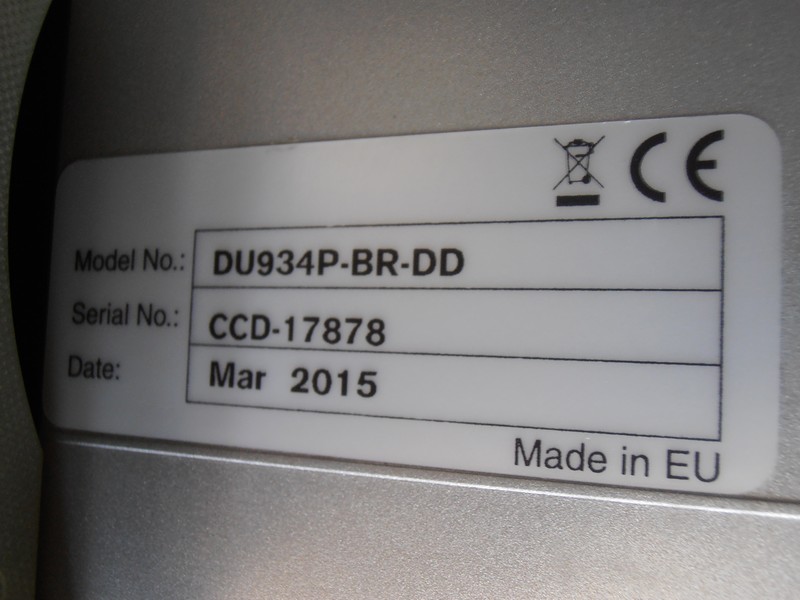 CE
Model No.: DU934P-BR-DD
Serial No.: CCD-17878
Date: Mar 2015
Made in EU